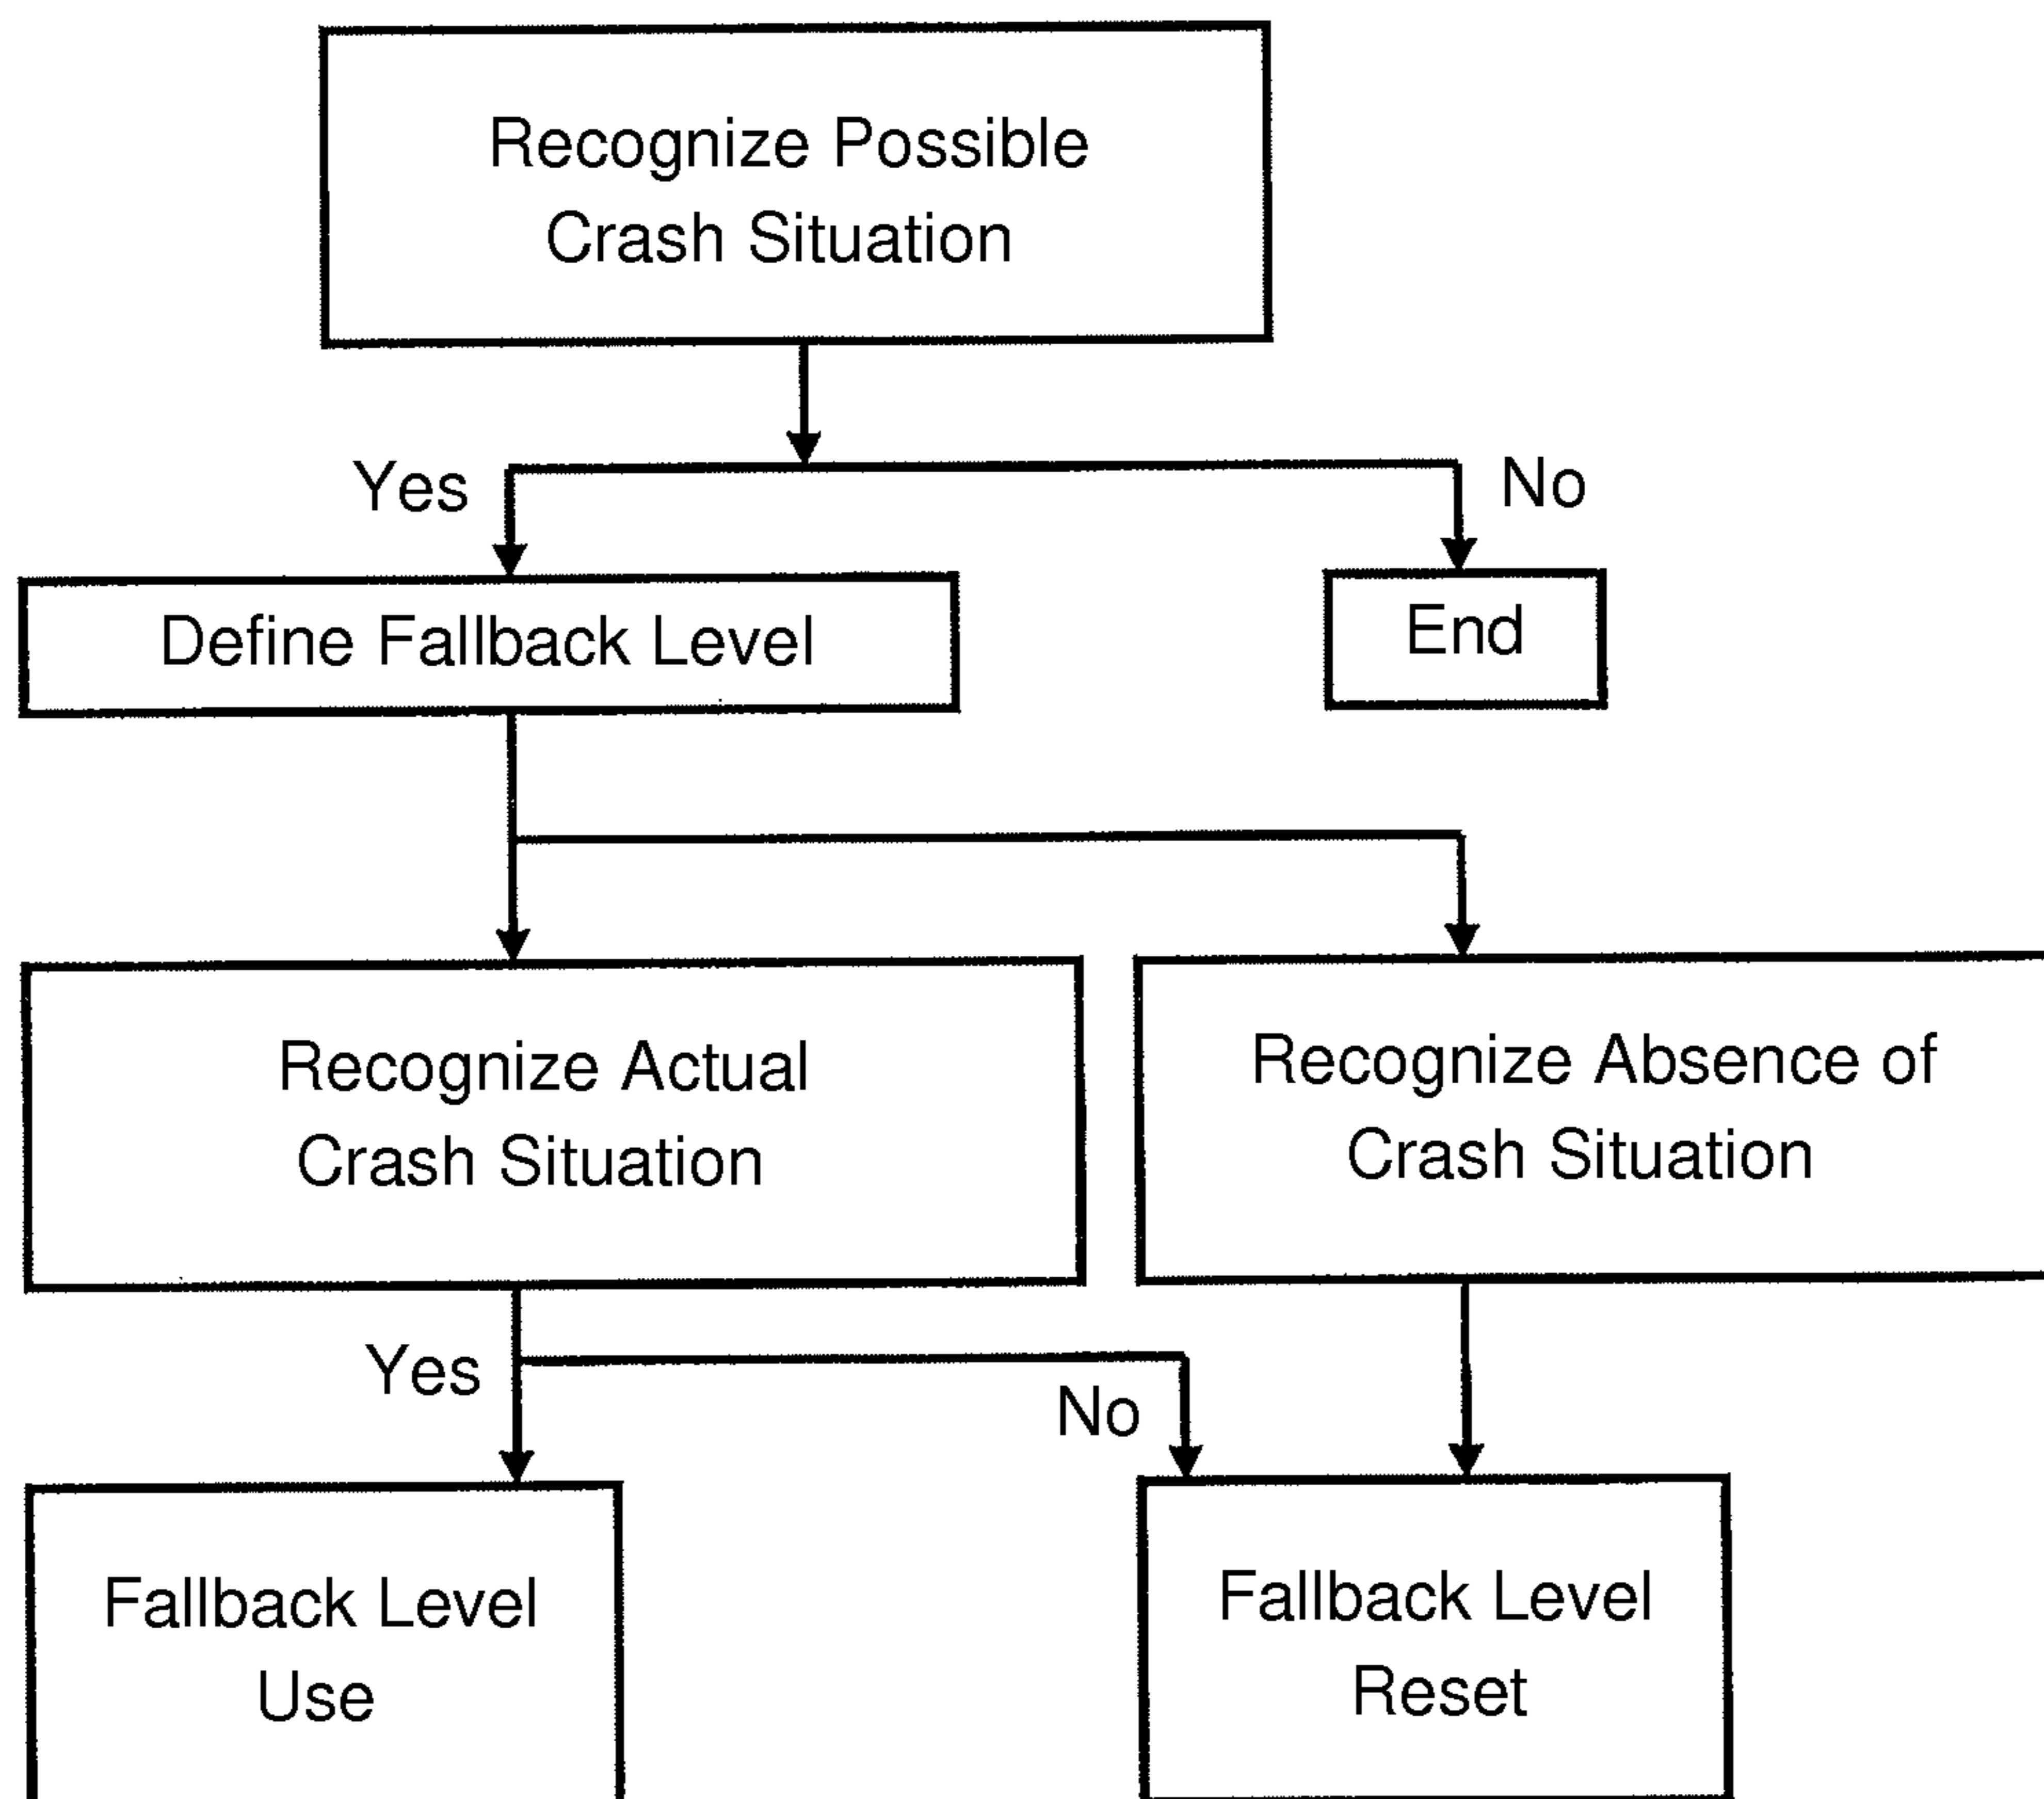 Recognize Possible
Crash Situation
Yes
No
Define Fallback Level
End
Recognize Actual
Crash Situation
Recognize Absence of
Crash Situation
Yes
No
Fallback Level
Use
Fallback Level
Reset